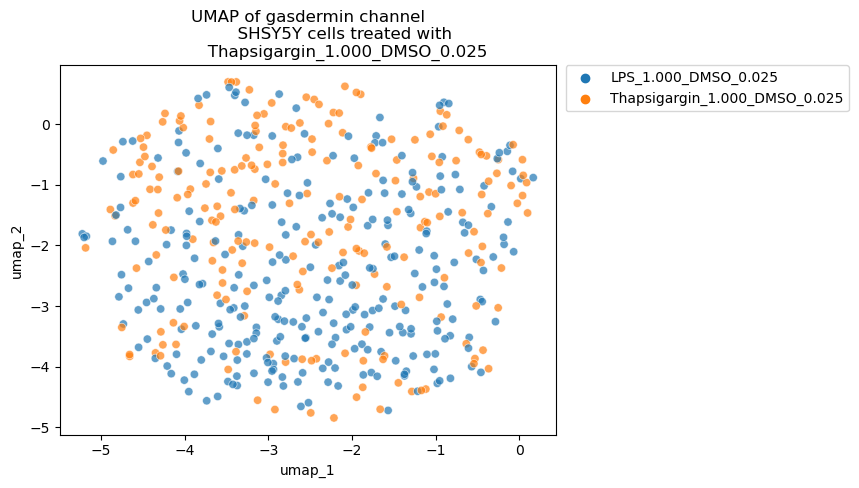 UMAP of gasdermin channel
SHSY5Y cells treated with
Thapsigargin_1.000_DMSO_0.025
LPS_1.000_DMSO_0.025
Thapsigargin_1.000_DMSO_0.025
umap_2
0
−1
−2
−3
−4
−5
−5 −4 −3 −2 −1 0
umap_1